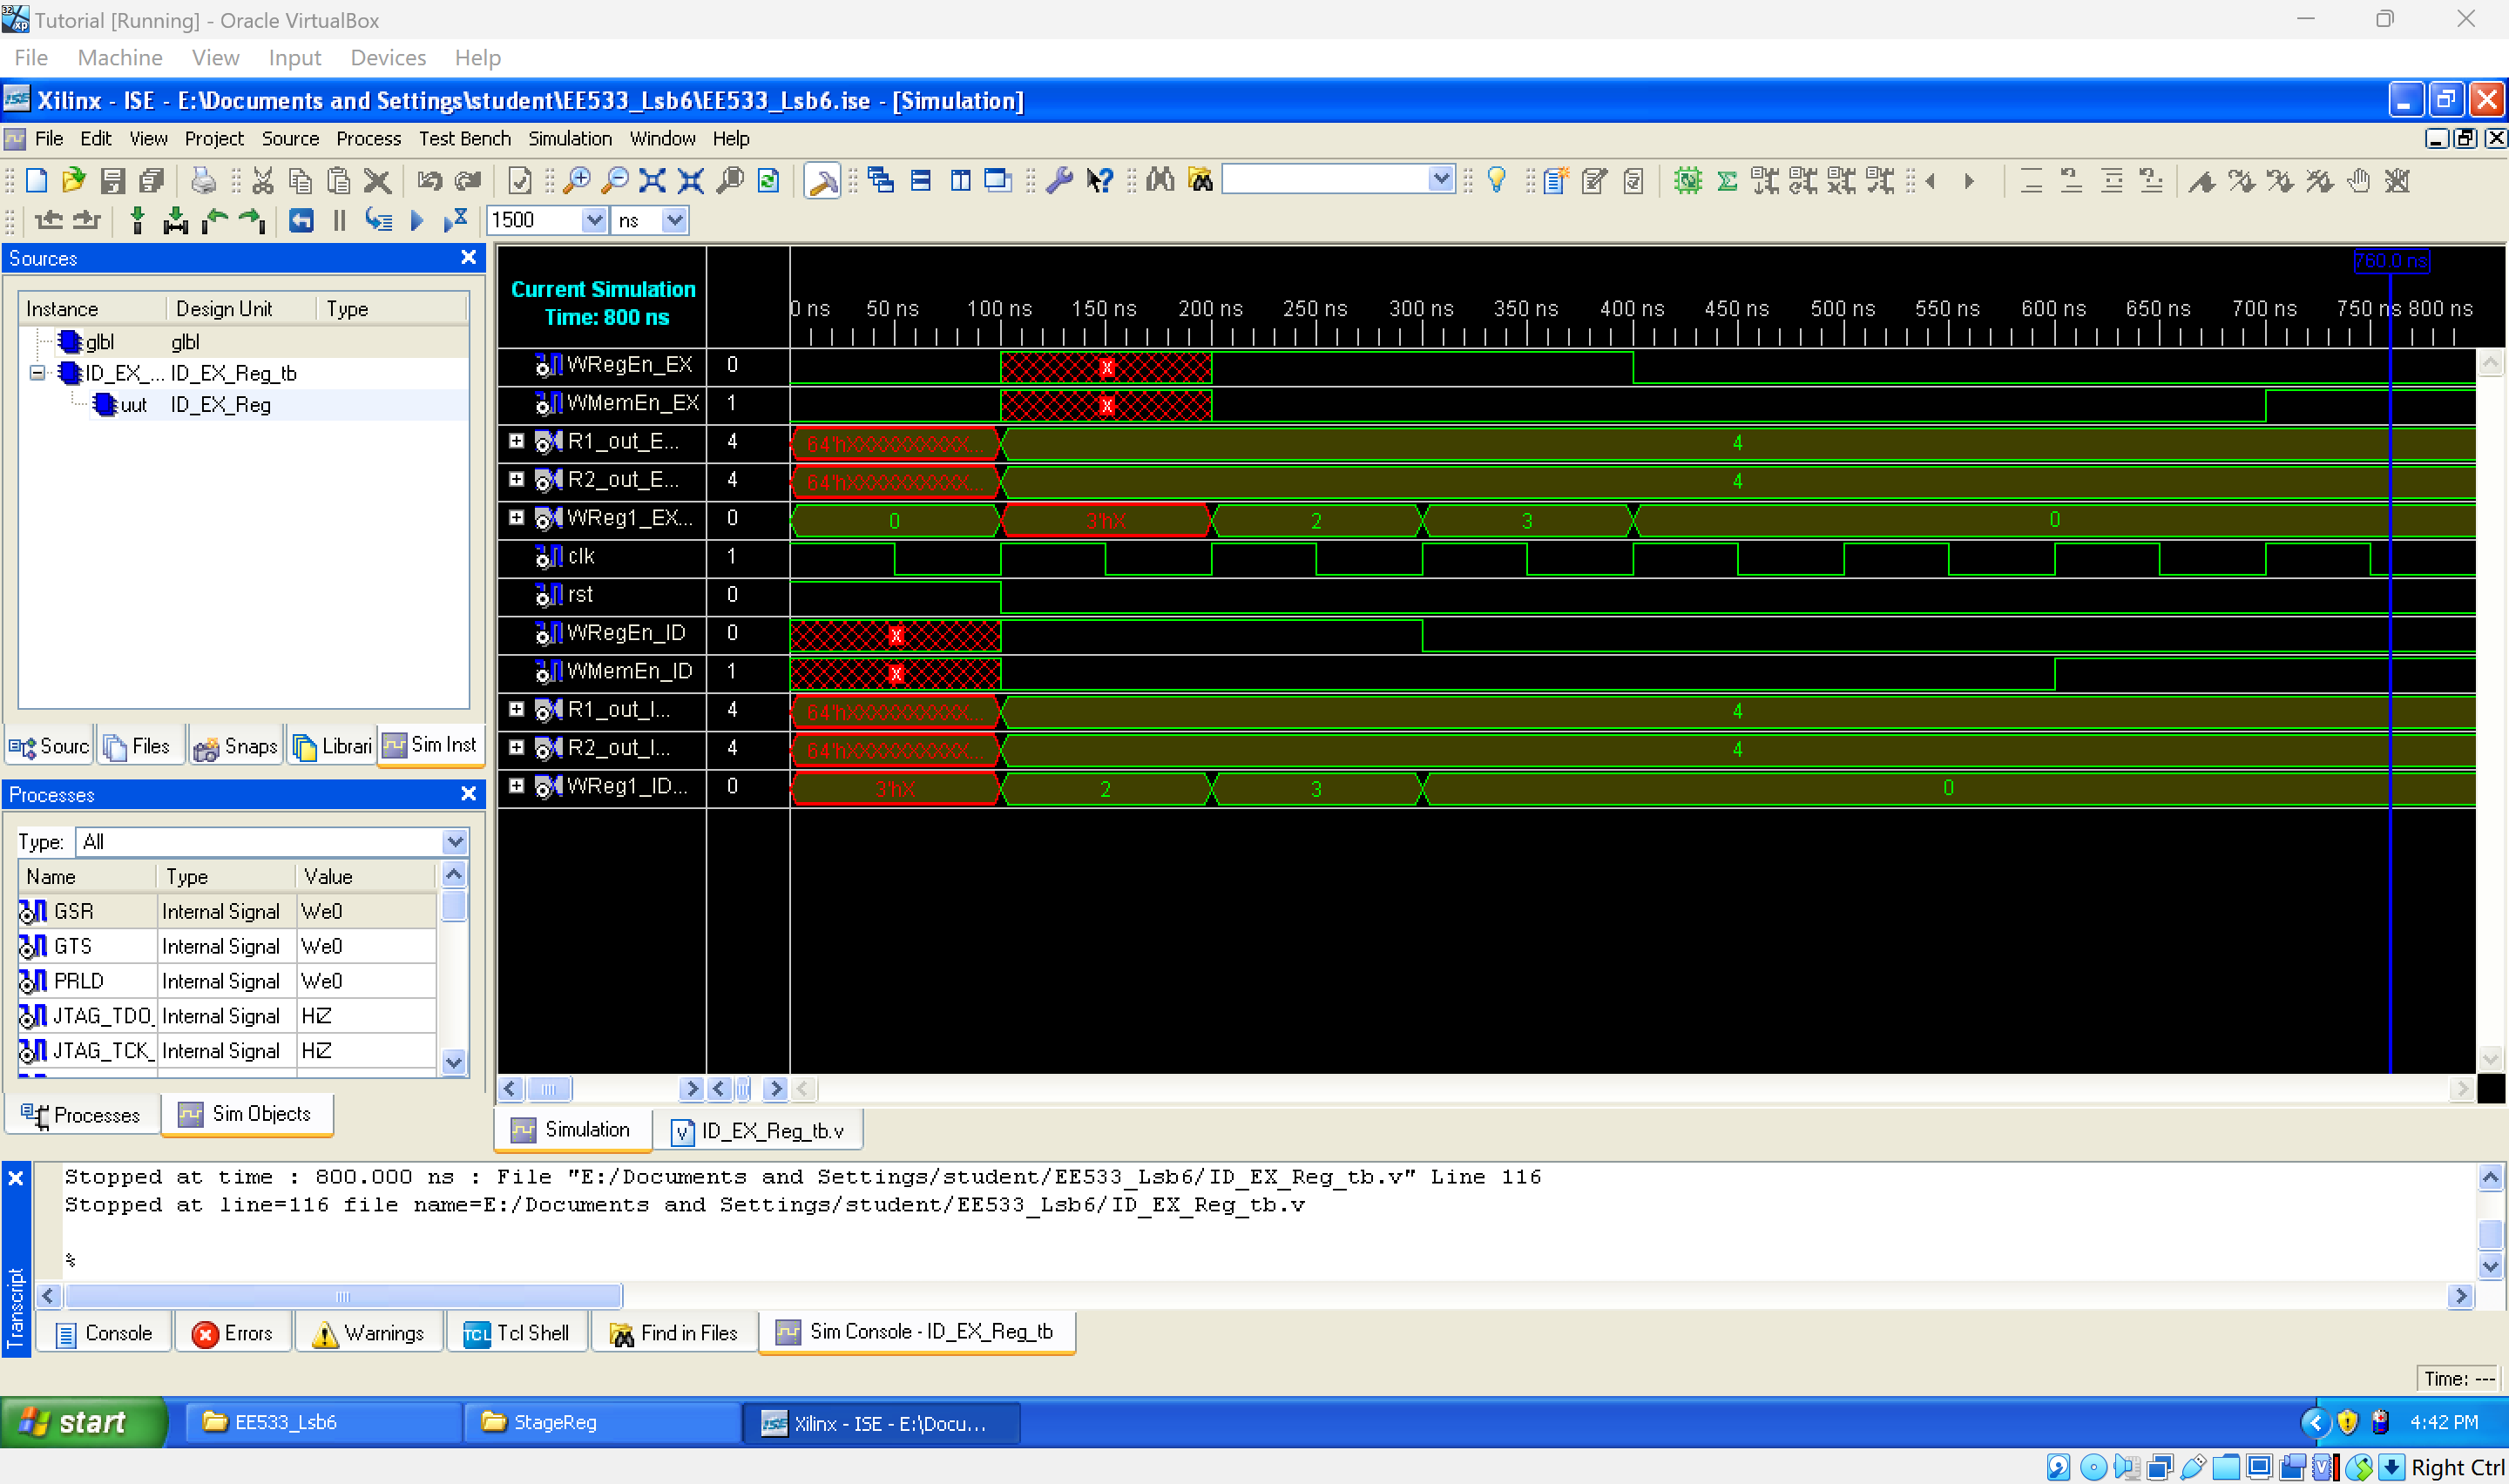 Tutorial [Running] - Oracle VirtualBox
File Machine View Input Devices Help
Xilinx - ISE - E:\Documents and Settings\student\EE533_Lsb6\EE533_Lsb6.ise - [Simulation]
File Edit View Project Source Process Test Bench Simulation Window Help
1500 ns
Sources
Instance Design Unit Type
glbl glbl
ID_EX_... ID_EX_Reg_tb
uut ID_EX_Reg
Sourc Files Snaps Librari Sim Inst
Processes
Type: All
Name Type Value
GSR Internal Signal We0
GTS Internal Signal We0
PRLD Internal Signal We0
JTAG_TDO_ Internal Signal HiZ
JTAG_TCK_ Internal Signal HiZ
Processes Sim Objects
760.0 ns
Current Simulation
Time: 800 ns
0 ns 50 ns 100 ns 150 ns 200 ns 250 ns 300 ns 350 ns 400 ns 450 ns 500 ns 550 ns 600 ns 650 ns 700 ns 750 ns 800 ns
WRegEn_EX 0 X
WMemEn_EX 1 X
R1_out_E... 4 64'hXXXXXXXXXX... 4
R2_out_E... 4 64'hXXXXXXXXXX... 4
WReg1_EX... 0 0 3'hX 2 3 0
clk 1
rst 0
WRegEn_ID 0 X
WMemEn_ID 1 X
R1_out_I... 4 64'hXXXXXXXXXX... 4
R2_out_I... 4 64'hXXXXXXXXXX... 4
WReg1_ID... 0 3'hX 2 3 0
Simulation ID_EX_Reg_tb.v
Stopped at time : 800.000 ns : File "E:/Documents and Settings/student/EE533_Lsb6/ID_EX_Reg_tb.v" Line 116
Stopped at line=116 file name=E:/Documents and Settings/student/EE533_Lsb6/ID_EX_Reg_tb.v
%
Transcript
Console Errors Warnings Tcl Shell Find in Files Sim Console - ID_EX_Reg_tb
Time: ---
start EE533_Lsb6 StageReg Xilinx - ISE - E:\Docu... 4:42 PM
Right Ctrl